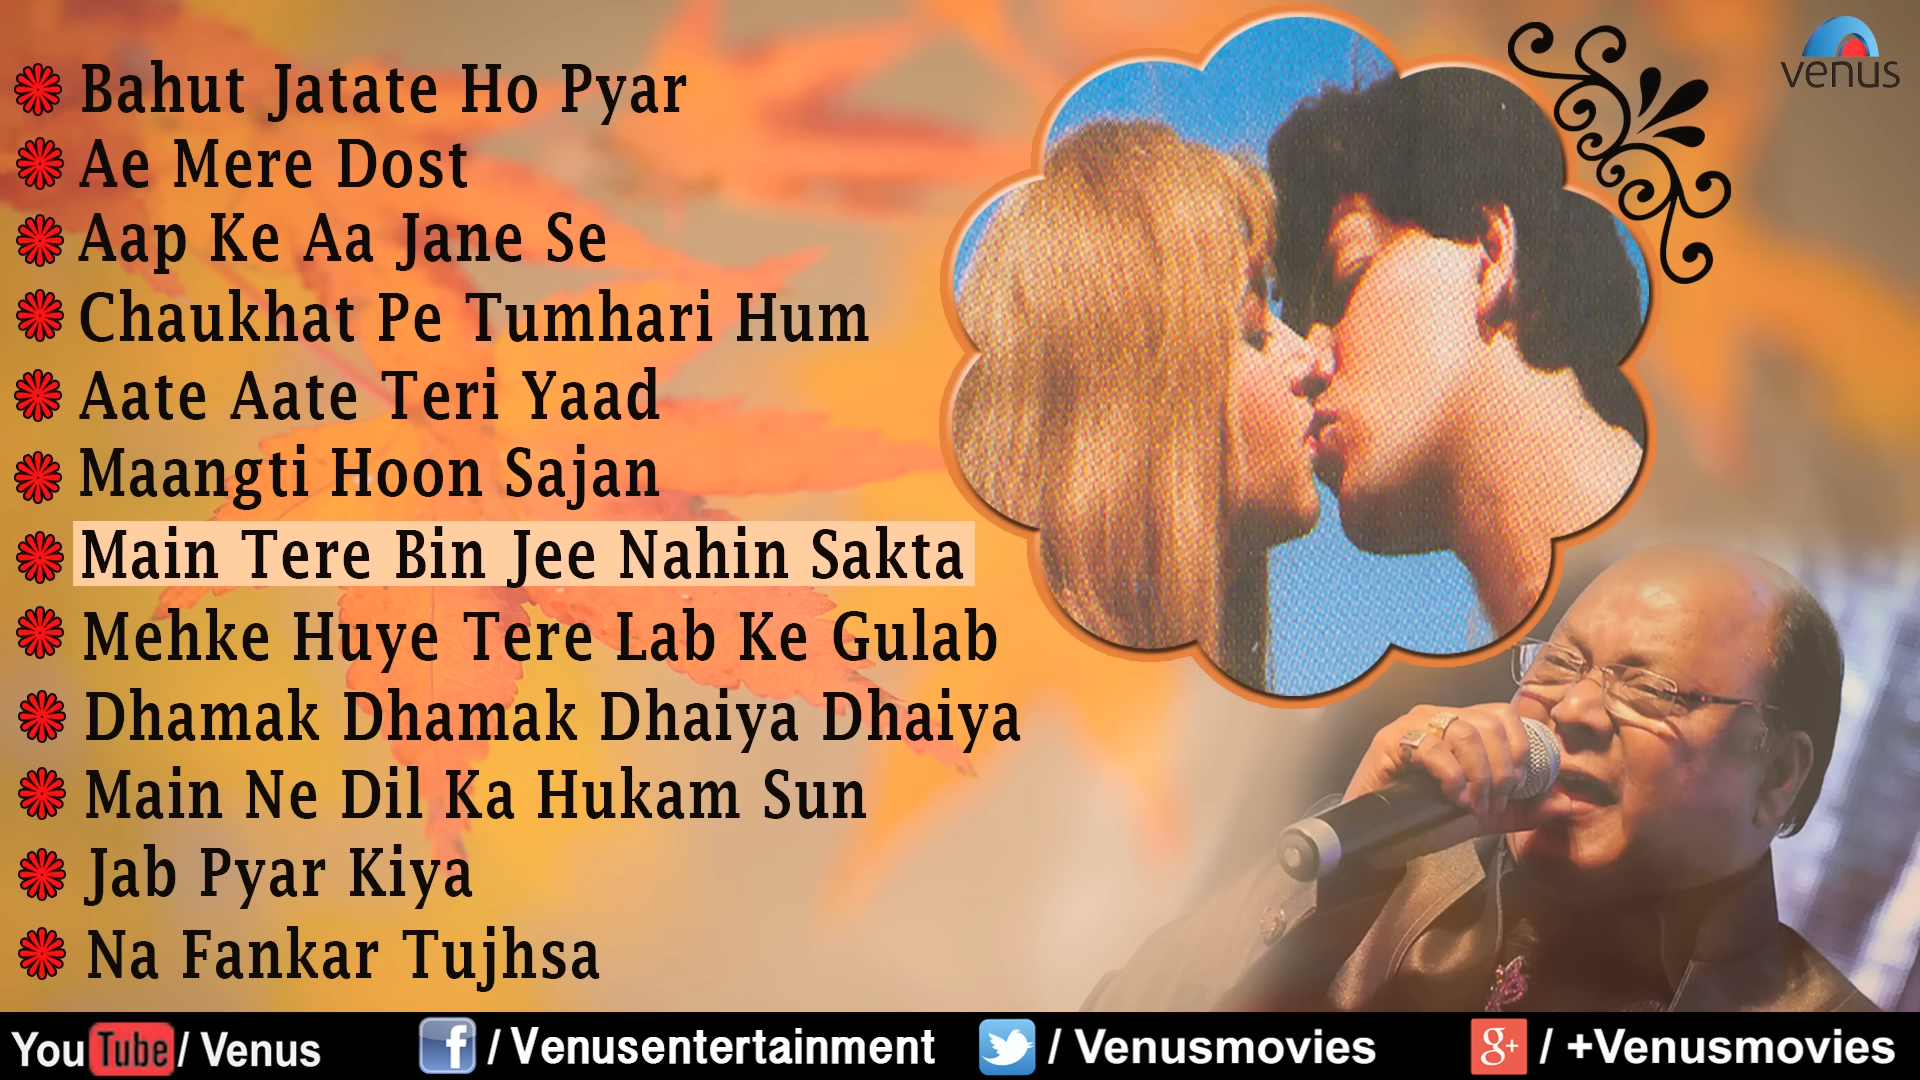 venus
Bahut Jatate Ho Pyar
Ae Mere Dost
Aap Ke Aa Jane Se
Chaukhat Pe Tumhari Hum
Aate Aate Teri Yaad
Maangti Hoon Sajan
Main Tere Bin Jee Nahin Sakta
Mehke Huye Tere Lab Ke Gulab
Dhamak Dhamak Dhaiya Dhaiya
Main Ne Dil Ka Hukam Sun
Jab Pyar Kiya
Na Fankar Tujhsa
You Tube / Venus f / Venusentertainment / Venusmovies g+ / +Venusmovies